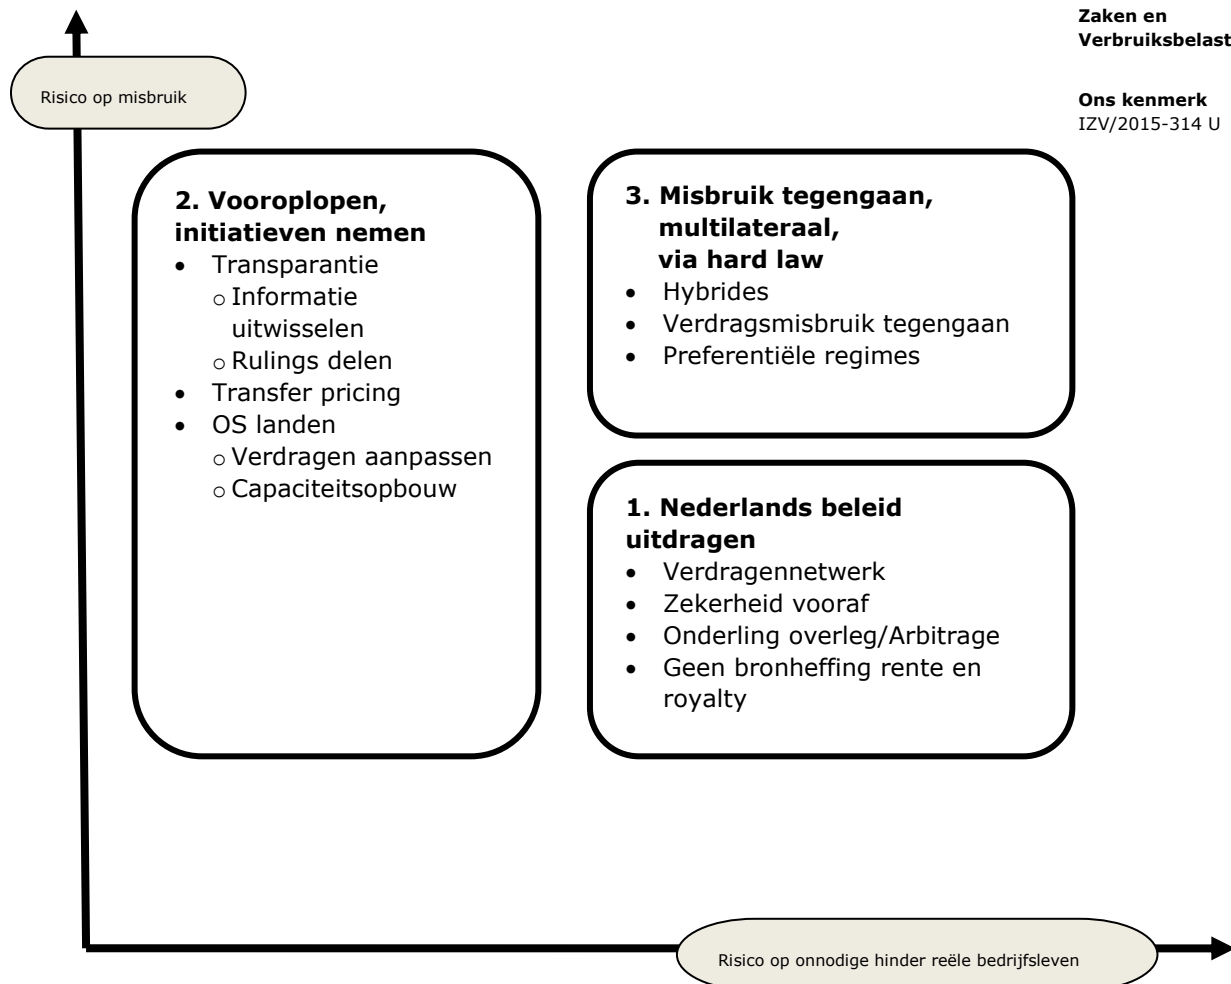 Zaken en
Verbruiksbelast
Ons kenmerk
IZV/2015-314 U
Risico op misbruik
2. Vooroplopen,
initiatieven nemen
• Transparantie
o Informatie
uitwisselen
o Rulings delen
• Transfer pricing
• OS landen
o Verdragen aanpassen
o Capaciteitsopbouw
3. Misbruik tegengaan,
multilateraal,
via hard law
• Hybrides
• Verdragsmisbruik tegengaan
• Preferentiële regimes
1. Nederlands beleid
uitdragen
• Verdragennetwerk
• Zekerheid vooraf
• Onderling overleg/Arbitrage
• Geen bronheffing rente en
royalty
Risico op onnodige hinder reële bedrijfsleven